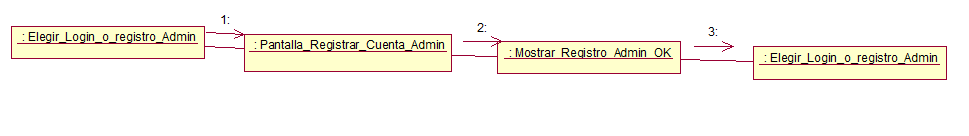 1:
: Elegir_Login_o_registro_Admin
: Pantalla_Registrar_Cuenta_Admin
2:
: Mostrar_Registro_Admin_OK
3:
: Elegir_Login_o_registro_Admin